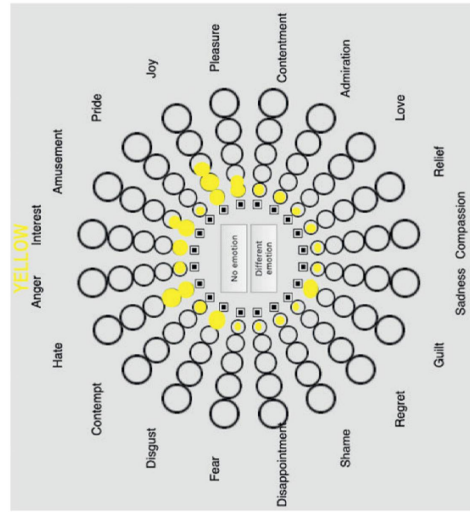 YELLOW
Anger
Interest
Hate
Amusement
Contempt
Pride
Disgust
Joy
Fear
Pleasure
No emotion
Different
emotion
Disappointment
Contentment
Shame
Admiration
Regret
Love
Guilt
Relief
Sadness
Compassion